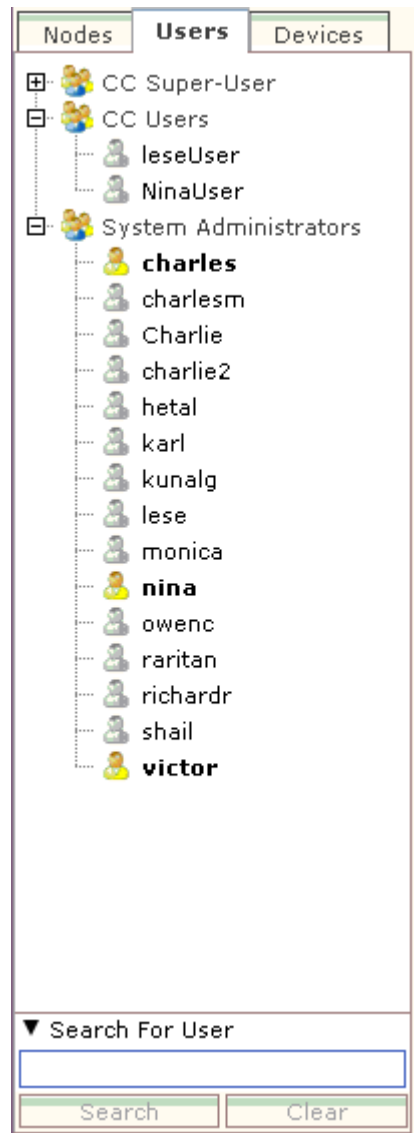 Nodes Users Devices
CC Super-User
CC Users
leseUser
NinaUser
System Administrators
charles
charlesm
Charlie
charlie2
hetal
karl
kunalg
lese
monica
nina
owenc
raritan
richardr
shail
victor
Search For User
Search Clear